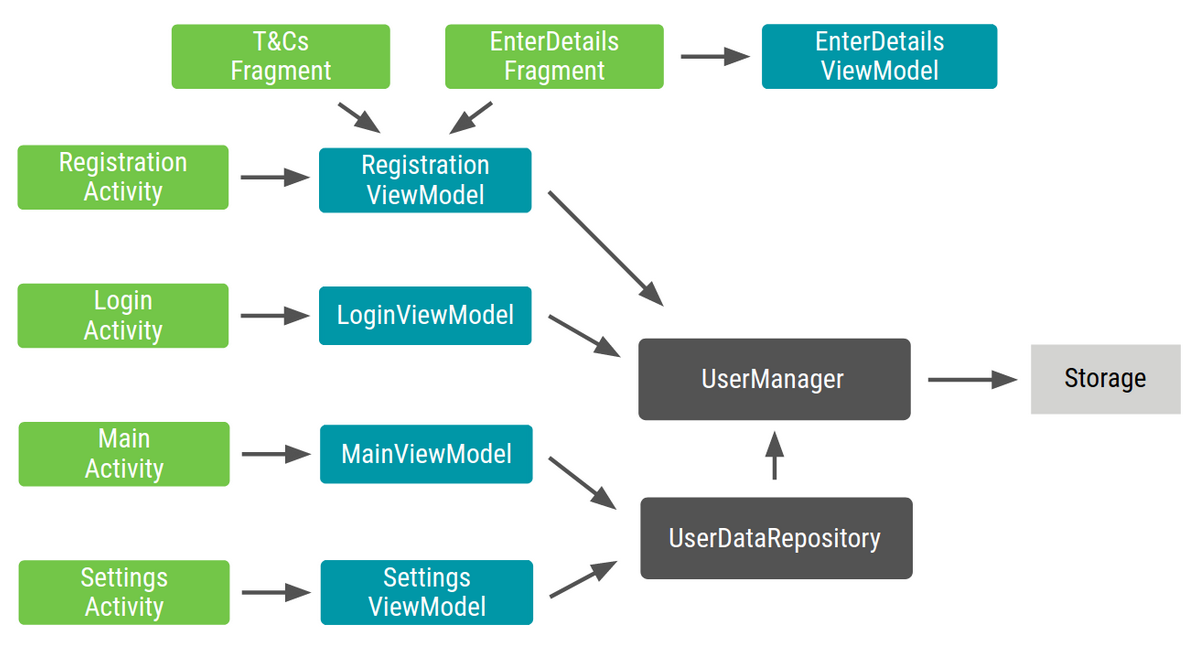 T&Cs
Fragment
EnterDetails
Fragment
EnterDetails
ViewModel
Registration
Activity
Registration
ViewModel
Login
Activity
LoginViewModel
UserManager
Storage
Main
Activity
MainViewModel
UserDataRepository
Settings
Activity
Settings
ViewModel